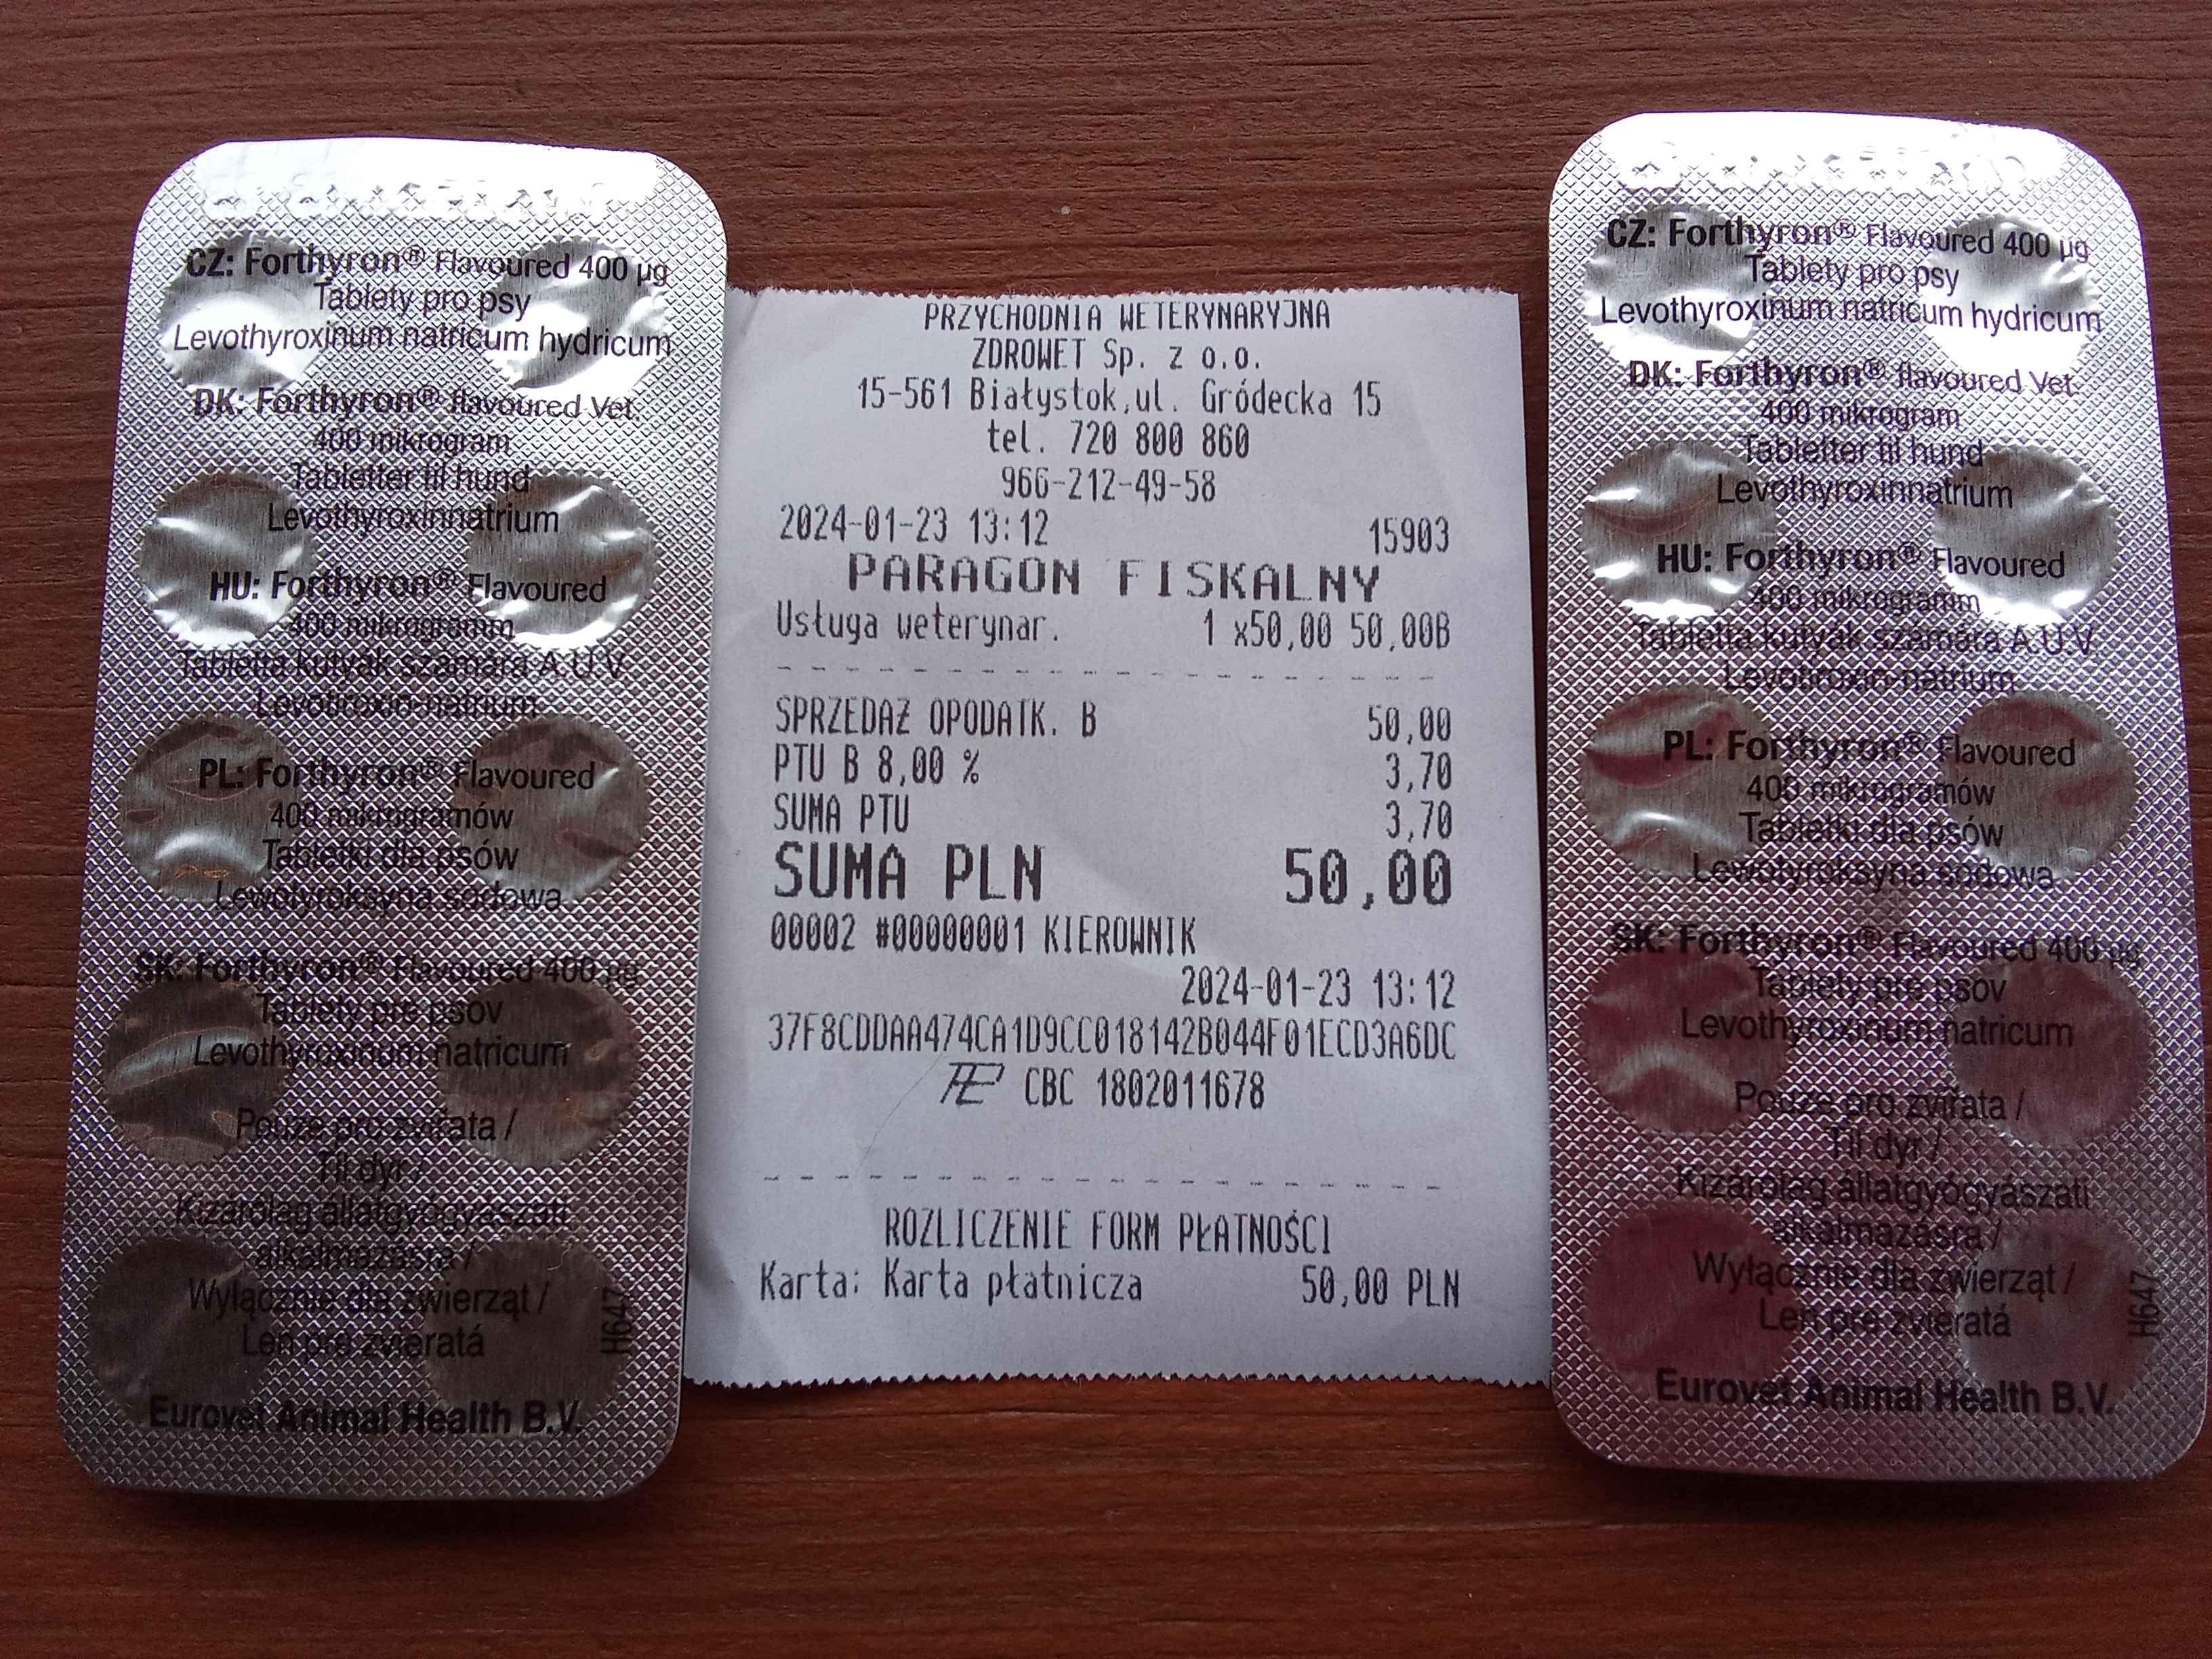 CZ: Forthyron® Flavoured 400 µg
Tablety pro psy
Levothyroxinum natricum hydricum
DK: Forthyron® flavoured Vet.
400 mikrogram
Tabletter til hund
Levothyroxinnatrium
HU: Forthyron® Flavoured
400 mikrogramm
Tabletta kutyák számára A.U.V.
Levotiroxin-natrium
PL: Forthyron® Flavoured
400 mikrogramów
Tabletki dla psów
Lewotyroksyna sodowa
SK: Forthyron® Flavoured 400 µg
Tablety pre psov
Levothyroxinum natricum
Pouze pro zvířata /
Til dyr /
Kizárólag állatgyógyászati
alkalmazásra /
Wyłącznie dla zwierząt /
Len pre zvieratá
H647
Eurovet Animal Health B.V.
PRZYCHODNIA WETERYNARYJNA
ZDROWET Sp. z o.o.
15-561 Białystok,ul. Gródecka 15
tel. 720 800 860
966-212-49-58
2024-01-23 13:12 15903
PARAGON FISKALNY
Usługa weterynar. 1 x50,00 50,00B
SPRZEDAŻ OPODATK. B 50,00
PTU B 8,00 % 3,70
SUMA PTU 3,70
SUMA PLN 50,00
00002 #00000001 KIEROWNIK
2024-01-23 13:12
37F8CDDAA474CA1D9CC018142B044F01ECD3A6DC
CBC 1802011678
ROZLICZENIE FORM PŁATNOŚCI
Karta: Karta płatnicza 50,00 PLN
CZ: Forthyron® Flavoured 400 µg
Tablety pro psy
Levothyroxinum natricum hydricum
DK: Forthyron® flavoured Vet.
400 mikrogram
Tabletter til hund
Levothyroxinnatrium
HU: Forthyron® Flavoured
400 mikrogramm
Tabletta kutyák számára A.U.V.
Levotiroxin-natrium
PL: Forthyron® Flavoured
400 mikrogramów
Tabletki dla psów
Lewotyroksyna sodowa
SK: Forthyron® Flavoured 400 µg
Tablety pre psov
Levothyroxinum natricum
Pouze pro zvířata /
Til dyr /
Kizárólag állatgyógyászati
alkalmazásra /
Wyłącznie dla zwierząt /
Len pre zvieratá
H647
Eurovet Animal Health B.V.